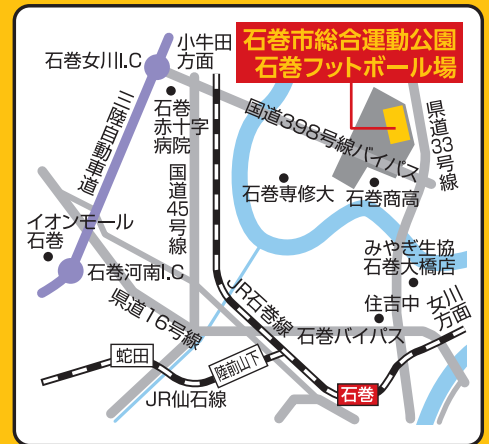 石巻市総合運動公園
石巻フットボール場
小牛田
方面
石巻女川I.C
石巻
赤十字
病院
三陸自動車道
国道398号線バイパス
県道33号線
国道45号線
石巻専修大
石巻商高
イオンモール
石巻
みやぎ生協
石巻大橋店
石巻河南I.C
JR石巻線
住吉中
女川
方面
県道16号線
石巻バイパス
蛇田
陸前山下
石巻
JR仙石線